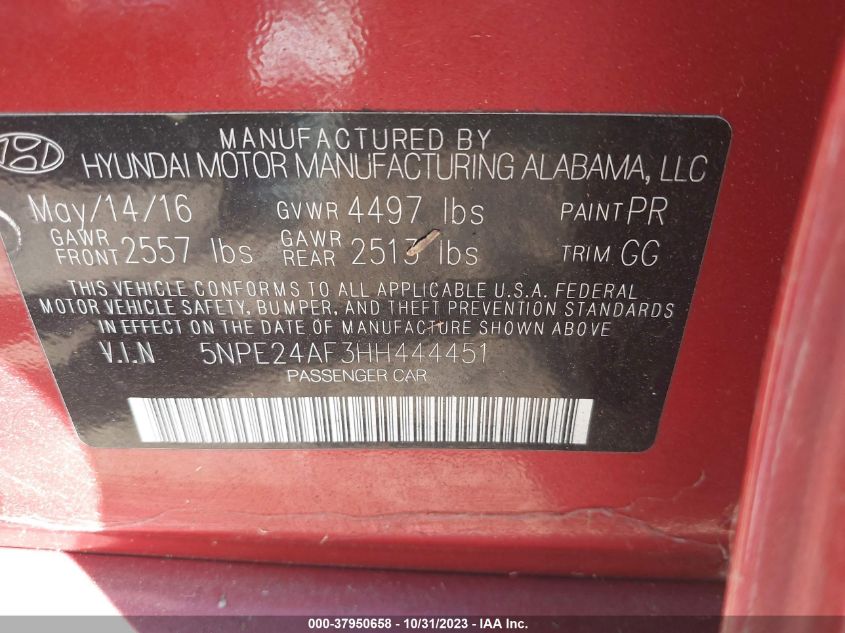 MANUFACTURED BY
HYUNDAI MOTOR MANUFACTURING ALABAMA, LLC
May/14/16 GVWR 4497 lbs PAINT PR
GAWR FRONT 2557 lbs GAWR REAR lbs TRIM GG
THIS VEHICLE CONFORMS TO ALL APPLICABLE U.S.A. FEDERAL
MOTOR VEHICLE SAFETY, BUMPER, AND THEFT PREVENTION STANDARDS
IN EFFECT ON THE DATE OF MANUFACTURE SHOWN ABOVE.
V.I.N 5NPE24AF3HH444451
PASSENGER CAR
000-37950658 - 10/31/2023 - IAA Inc.